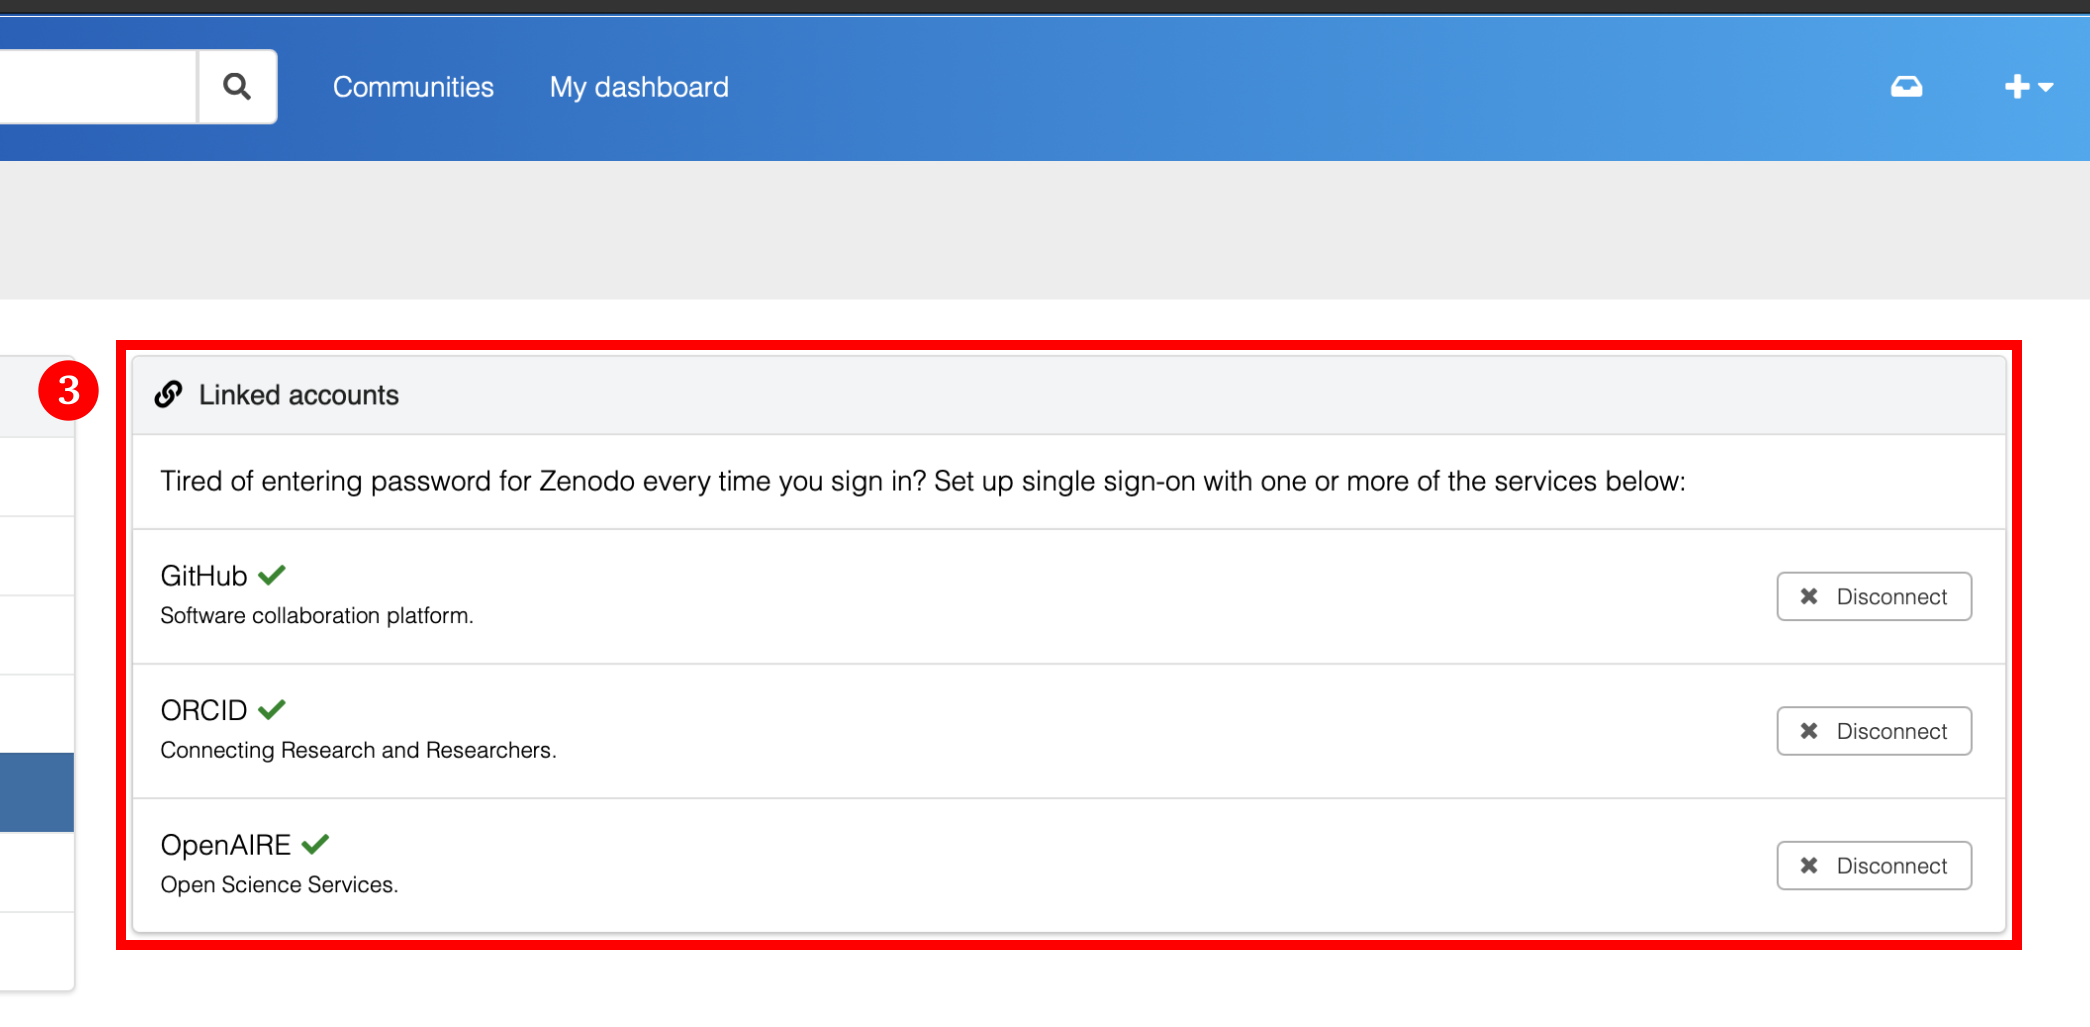 Communities
My dashboard
3
Linked accounts
Tired of entering password for Zenodo every time you sign in? Set up single sign-on with one or more of the services below:
GitHub
Software collaboration platform.
Disconnect
ORCID
Connecting Research and Researchers.
Disconnect
OpenAIRE
Open Science Services.
Disconnect